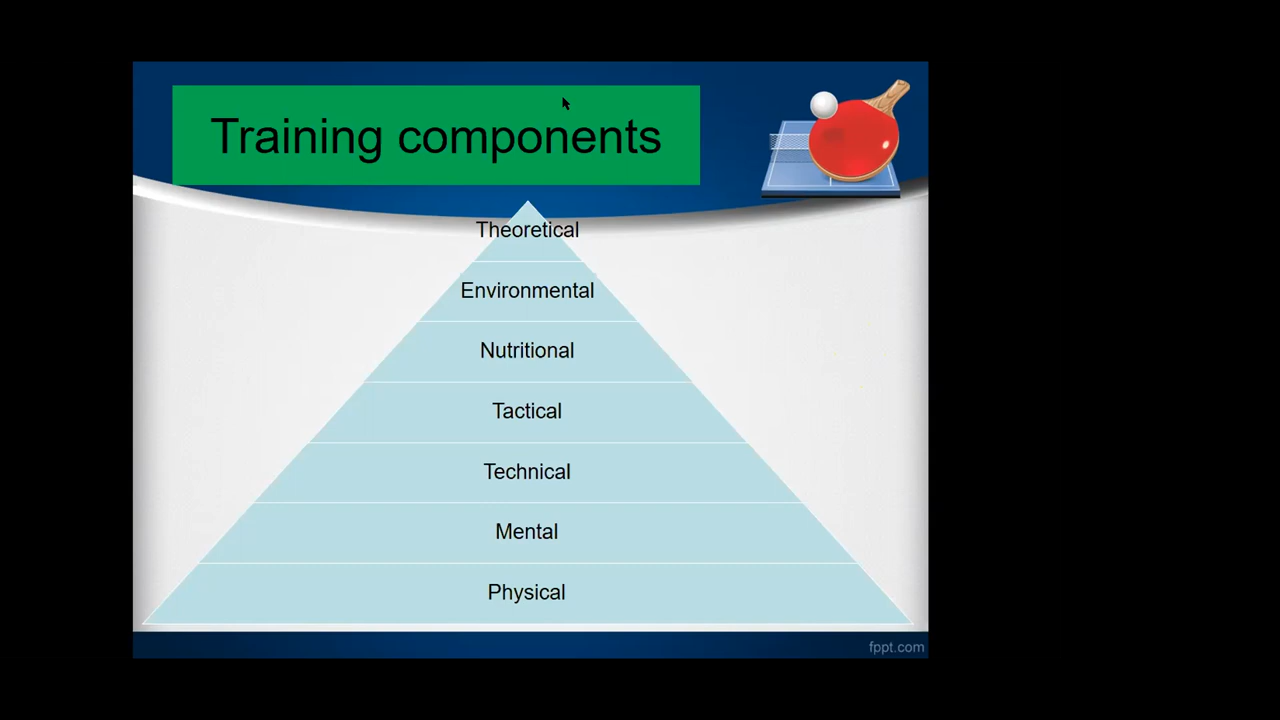 Training components
Theoretical
Environmental
Nutritional
Tactical
Technical
Mental
Physical
fppt.com